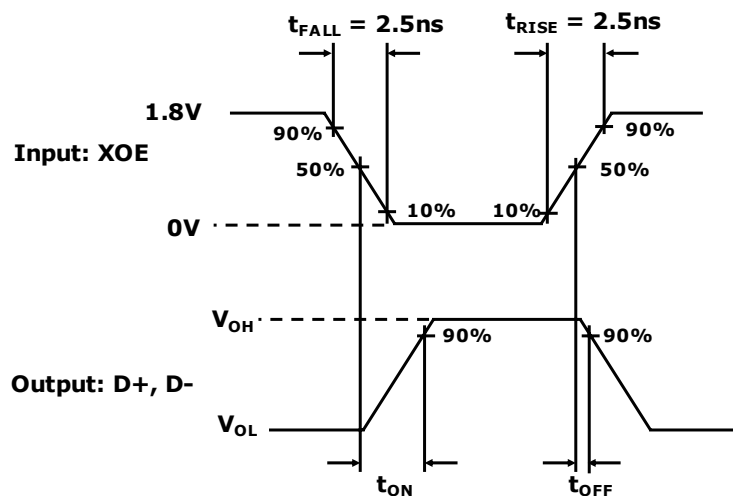 tFALL = 2.5ns
tRISE = 2.5ns
1.8V
90%
90%
Input: XOE
50%
50%
10%
10%
0V
VOH
90%
90%
Output: D+, D-
VOL
tON
tOFF